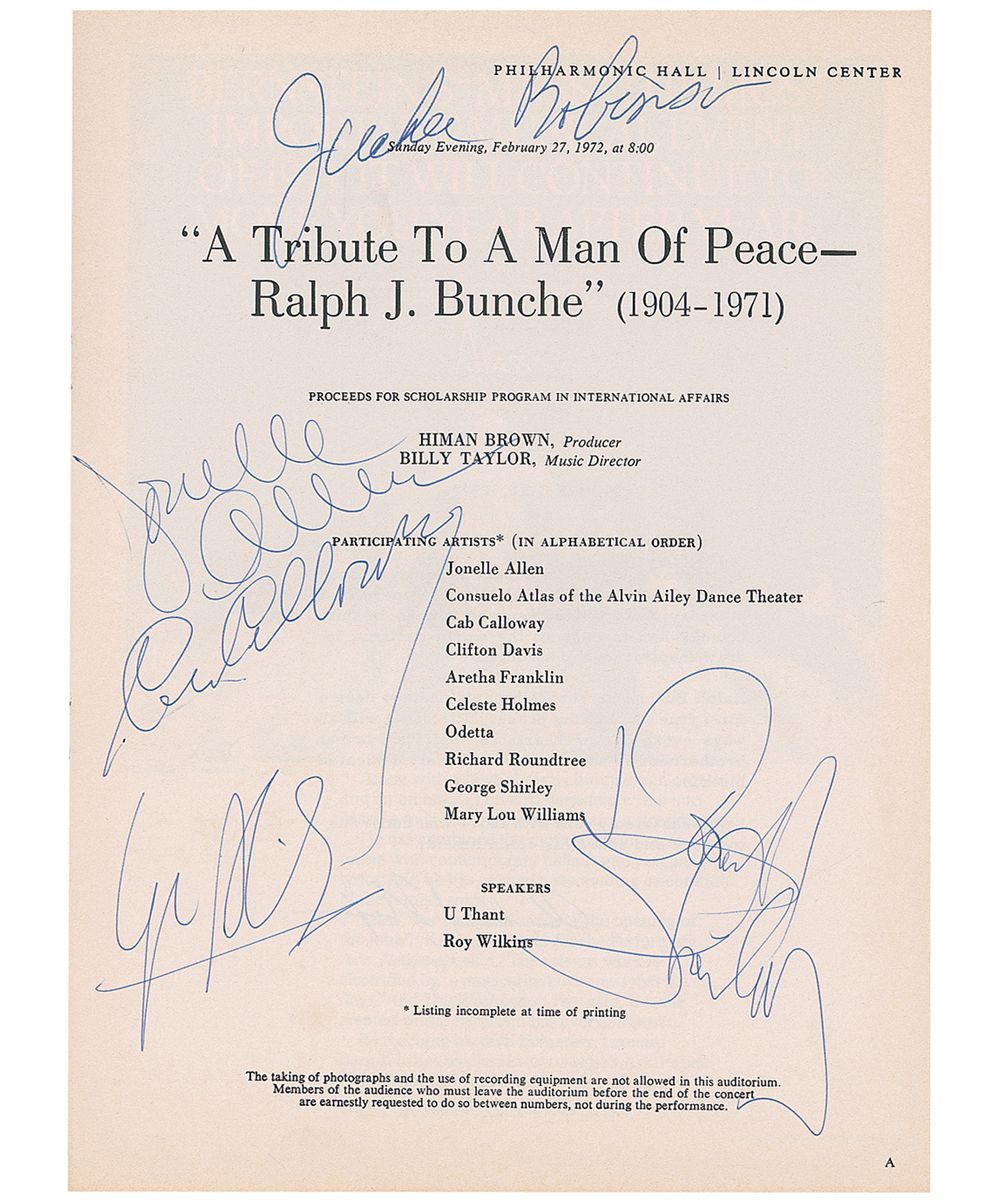 PHILHARMONIC HALL | LINCOLN CENTER
Jackie Robinson
Sunday Evening, February 27, 1972, at 8:00
“A Tribute To A Man Of Peace—
Ralph J. Bunche” (1904–1971)
PROCEEDS FOR SCHOLARSHIP PROGRAM IN INTERNATIONAL AFFAIRS
HIMAN BROWN, Producer
BILLY TAYLOR, Music Director
Jonelle
Allen
Cab Calloway
PARTICIPATING ARTISTS* (IN ALPHABETICAL ORDER)
Jonelle Allen
Consuelo Atlas of the Alvin Ailey Dance Theater
Cab Calloway
Clifton Davis
Aretha Franklin
Celeste Holmes
Odetta
Richard Roundtree
George Shirley
Mary Lou Williams
SPEAKERS
U Thant
Roy Wilkins
* Listing incomplete at time of printing
The taking of photographs and the use of recording equipment are not allowed in this auditorium.
Members of the audience who must leave the auditorium before the end of the concert
are earnestly requested to do so between numbers, not during the performance.
A